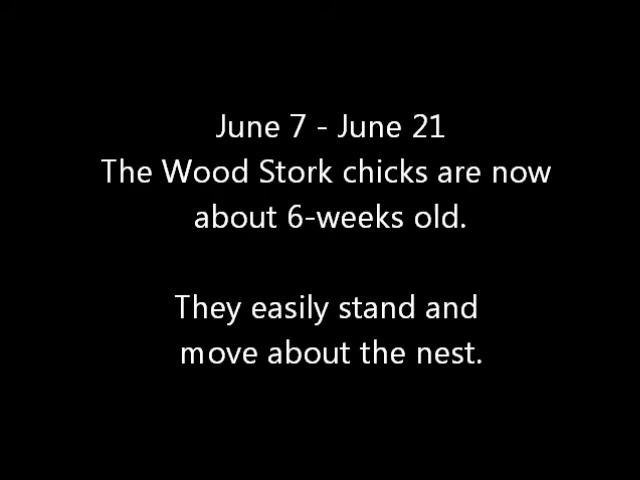 June 7 - June 21
The Wood Stork chicks are now
about 6-weeks old.
They easily stand and
move about the nest.